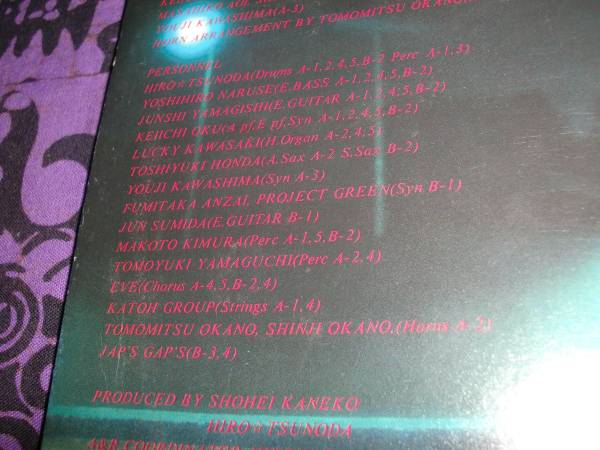 MASAHIKO AOI,
YOUJI KAWASHIMA(A-3)
HORN ARRANGEMENT BY TOMOMITSU OKANO,
PERSONNEL
HIRO☆TSUNODA(Drums A-1,2,4,5,B-2 Perc A-1,3)
YOSHIHIRO NARUSE(E.BASS A-1,2,4,5,B-2)
JUNSHI YAMAGISHI(E.GUITAR A-1,2,4,5,B-2)
KEIICHI OKU(A pf,E pf,Syn A-1,2,4,5,B-2)
LUCKY KAWASAKI(H.Organ A-2,4,5)
TOSHIYUKI HONDA(A.Sax A-2 S.Sax B-2)
YOUJI KAWASHIMA(Syn A-3)
FUMITAKA ANZAI, PROJECT GREEN(Syn B-1)
JUN SUMIDA(E.GUITAR B-1)
MAKOTO KIMURA(Perc A-1,5,B-2)
TOMOYUKI YAMAGUCHI(Perc A-2,4)
EVE(Chorus A-4,5,B-2,4)
KATOH GROUP(Strings A-1,4)
TOMOMITSU OKANO, SHINJI OKANO,(Horns A-2)
JAP'S GAP'S(B-3,4)
PRODUCED BY SHOHEI KANEKO
HIRO☆TSUNODA
A&R COORDINATOR